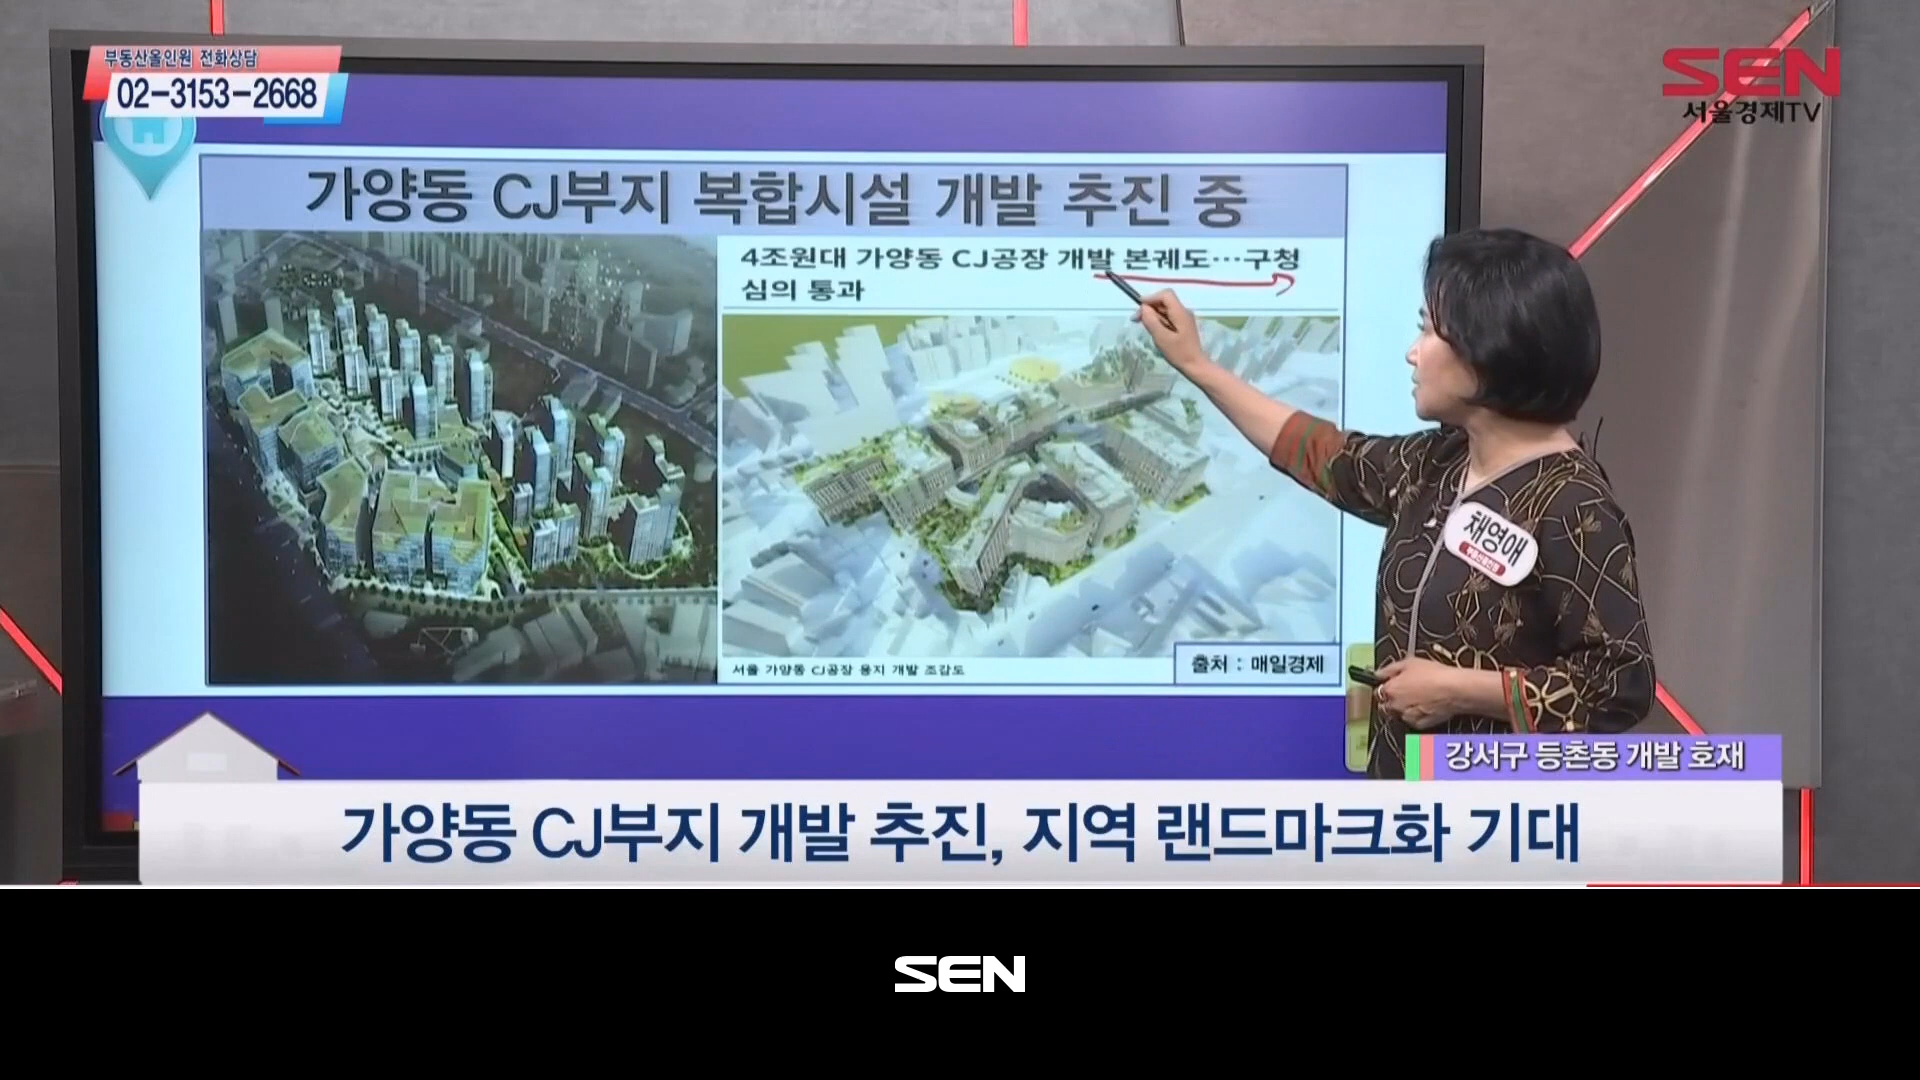 부동산올인원 전화상담
02-3153-2668
SEN
서울경제TV
가양동 CJ부지 복합시설 개발 추진 중
4조원대 가양동 CJ공장 개발 본궤도…구청
심의 통과
서울 가양동 CJ공장 용지 개발 조감도
출처 : 매일경제
채영애
부동산올인원
강서구 등촌동 개발 호재
가양동 CJ부지 개발 추진, 지역 랜드마크화 기대
SEN